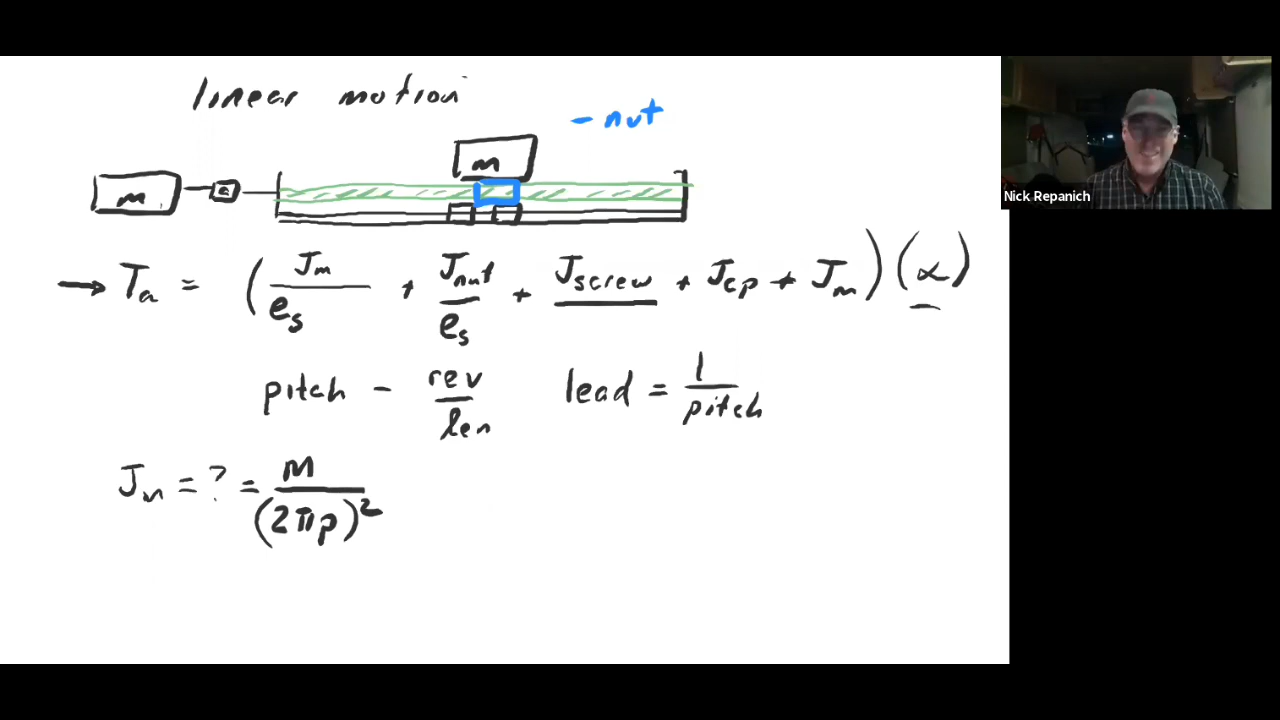 linear motion
- nut
m
m c
Nick Repanich
→ Ta = (Jm/es + Jnut/es + Jscrew + Jcp + Jm)(α)
pitch - rev/len lead = 1/pitch
Jm = ? = m/(2πp)²